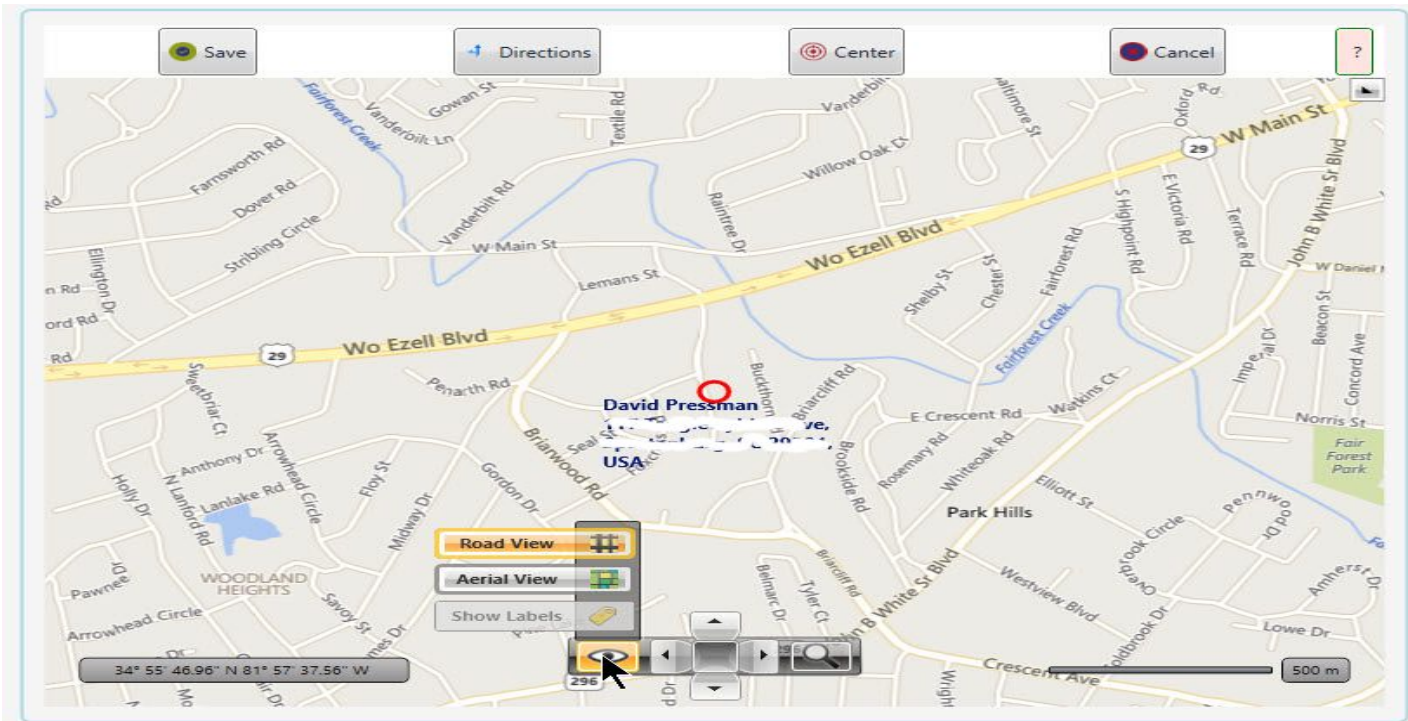 Save
Directions
Center
Cancel
?
Fairforest Creek
Vanderbilt Ln
Gowan St
Textile Rd
Willow Oak Ct
Oxford Rd
W Main St
29
Farnsworth Rd
Dover Rd
Stribling Circle
Vanderbilt Rd
Raintree Dr
S Highpoint Rd
E Victoria Rd
Terrace Rd
John B White Sr Blvd
Ellington Dr
W Main St
Lemans St
Wo Ezell Blvd
Shelby St
Chester St
Fairforest Rd
W Daniel
n Rd
ord Rd
Rd
29
Wo Ezell Blvd
Fairforest Creek
Beacon St
Concord Ave
Imperial Dr
Sweetbriar Ct
Penarth Rd
Buckthorn
Briarcliff Rd
David Pressman
USA
E Crescent Rd
Watkins Ct
Norris St
Fair
Forest
Park
Anthony Dr
Arrowhead Circle
Floy St
Briarwood Rd
Brookside Rd
Rosemary Rd
Whiteoak Rd
Holly Dr
N Lanford Rd
Lanlake Rd
Midway Dr
Gordon Dr
Elliott St
Park Hills
Overbrook Circle
Pennwood Dr
Road View
Aerial View
Show Labels
WOODLAND
HEIGHTS
Pawnee
Arrowhead Circle
Savoy St
Belmarc Dr
Tyler Ct
Briarcliff Rd
John B White Sr Blvd
Westview Blvd
Amherst Dr
Lowe Dr
34° 55' 46.96" N 81° 57' 37.56" W
296
296
Crescent Ave
500 m